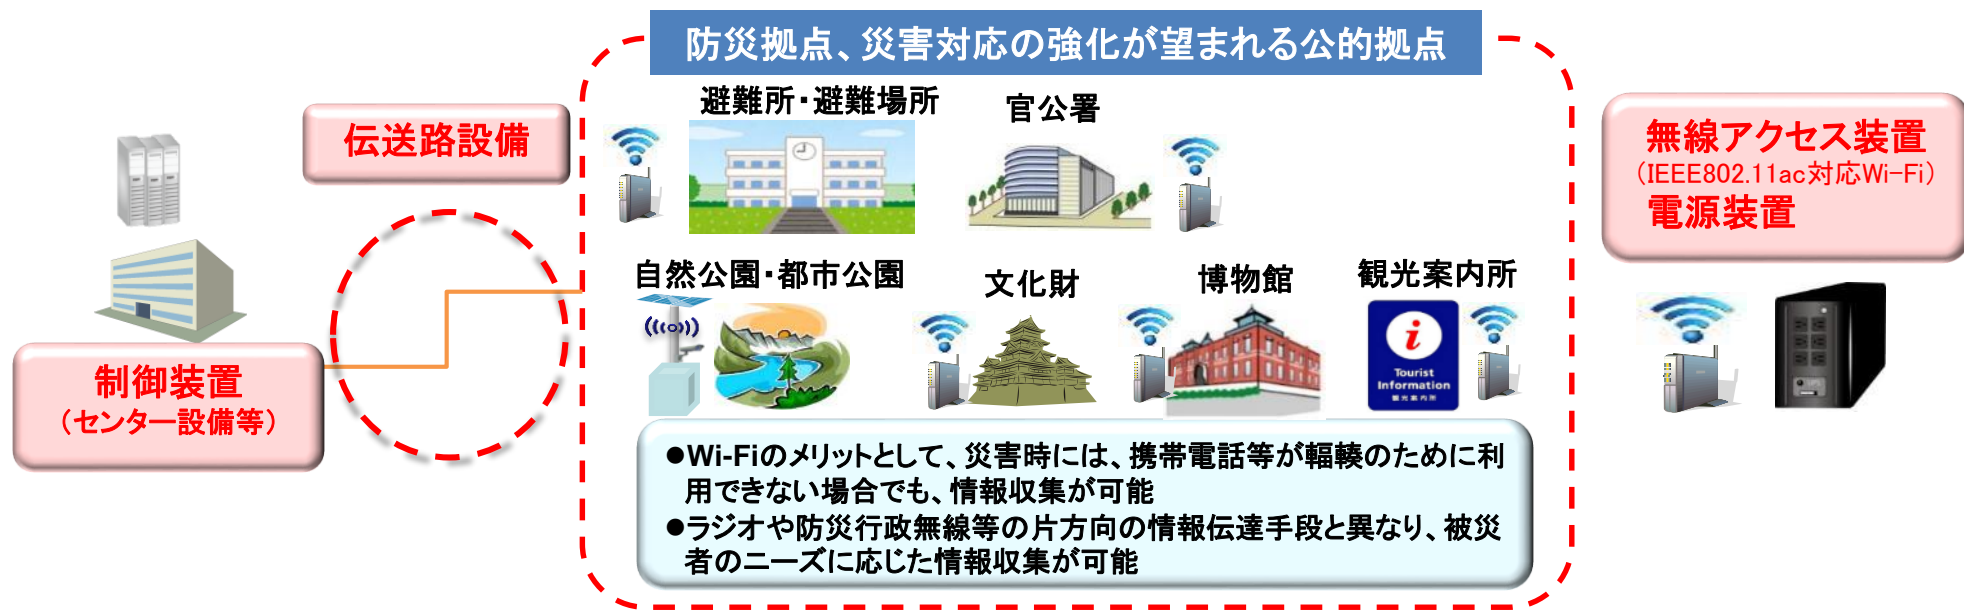 防災拠点、災害対応の強化が望まれる公的拠点
伝送路設備
避難所・避難場所
官公署
無線アクセス装置
(IEEE802.11ac対応Wi-Fi)
電源装置
自然公園・都市公園
文化財
博物館
観光案内所
i
Tourist
Information
観光案内所
制御装置
(センター設備等)
●Wi-Fiのメリットとして、災害時には、携帯電話等が輻輳のために利
用できない場合でも、情報収集が可能
●ラジオや防災行政無線等の片方向の情報伝達手段と異なり、被災
者のニーズに応じた情報収集が可能